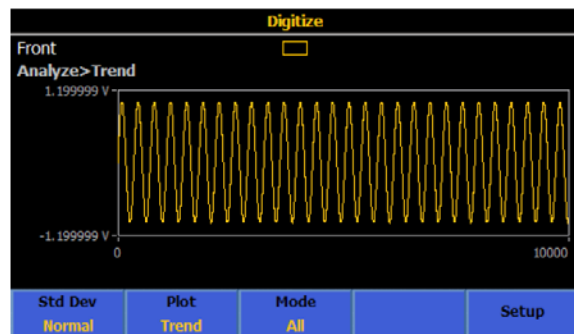 Digitize
Front
Analyze>Trend
1.199999 V
-1.199999 V
0 10000
Std Dev Plot Mode Setup
Normal Trend All